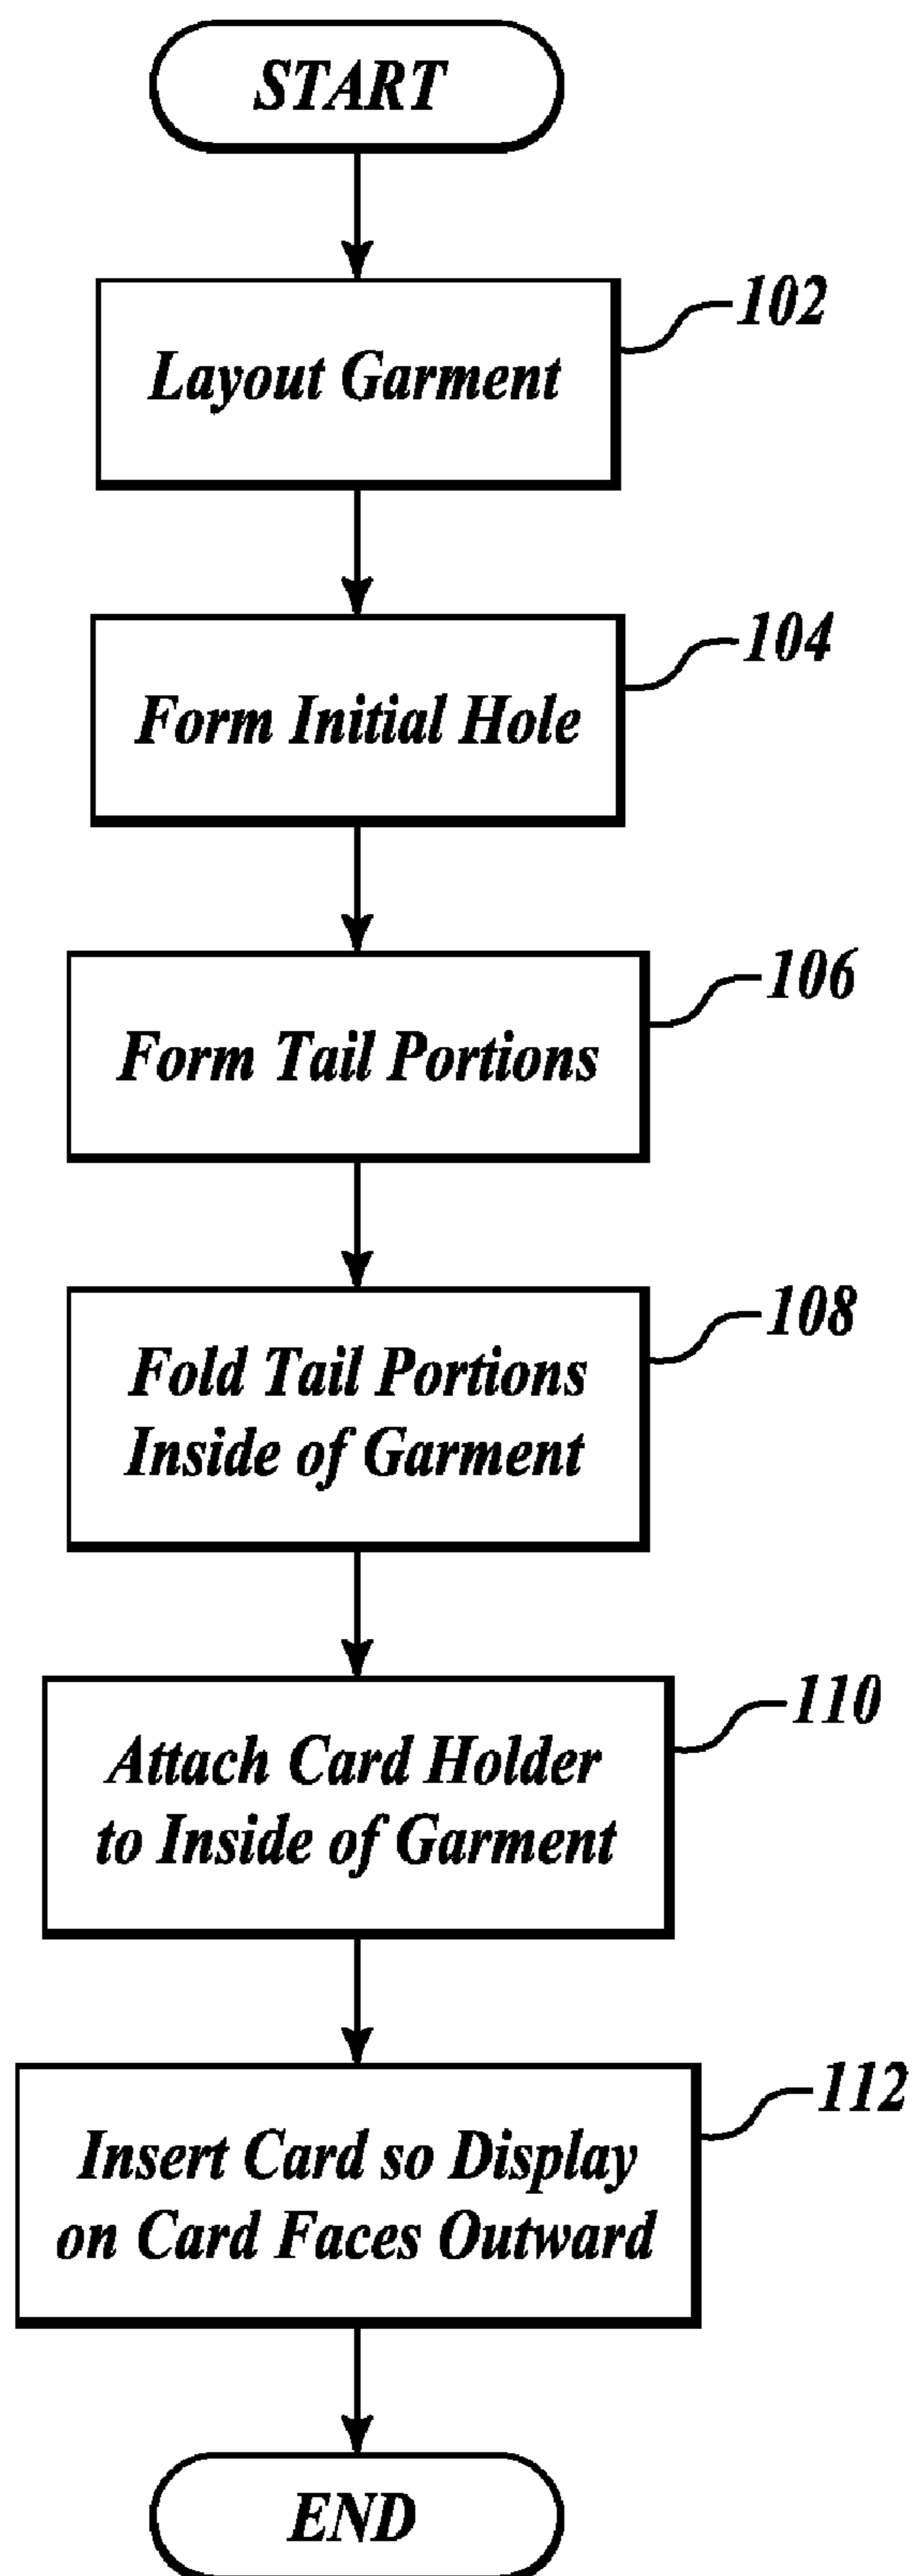 START
102
Layout Garment
104
Form Initial Hole
106
Form Tail Portions
108
Fold Tail Portions
Inside of Garment
110
Attach Card Holder
to Inside of Garment
112
Insert Card so Display
on Card Faces Outward
END